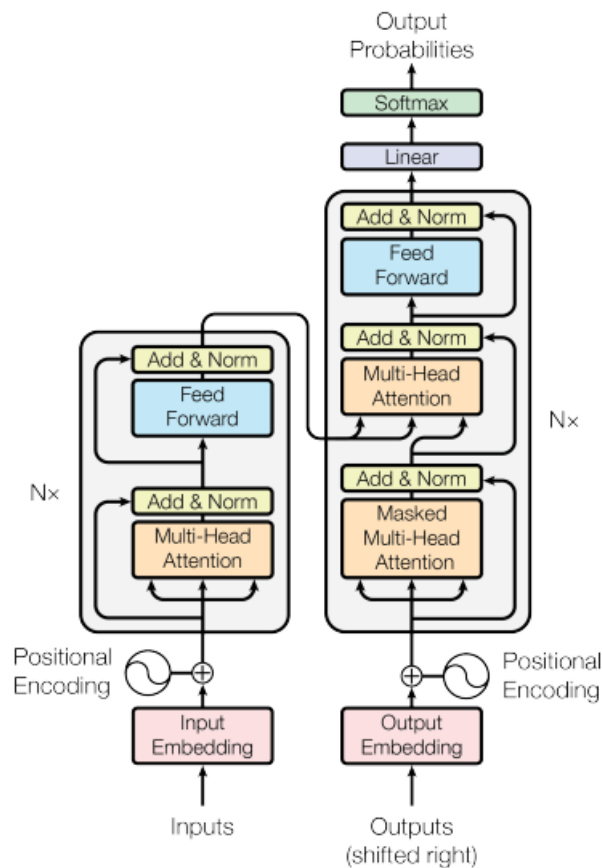 Output
Probabilities
Softmax
Linear
Add & Norm
Feed
Forward
Add & Norm
Multi-Head
Attention
Add & Norm
Masked
Multi-Head
Attention
N×
Add & Norm
Feed
Forward
Add & Norm
Multi-Head
Attention
N×
Positional
Encoding
Positional
Encoding
Input
Embedding
Output
Embedding
Inputs
Outputs
(shifted right)